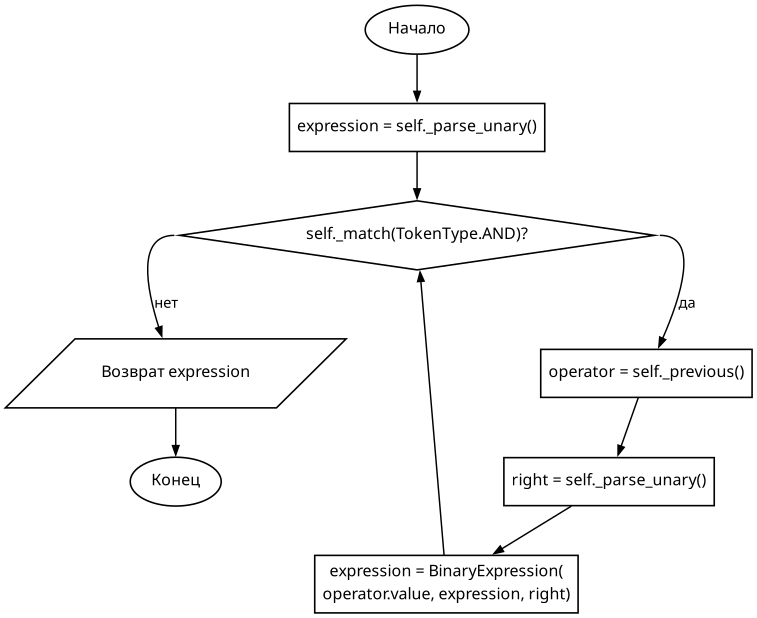 Начало
expression = self._parse_unary()
self._match(TokenType.AND)?
нет
да
Возврат expression
operator = self._previous()
Конец
right = self._parse_unary()
expression = BinaryExpression(
operator.value, expression, right)